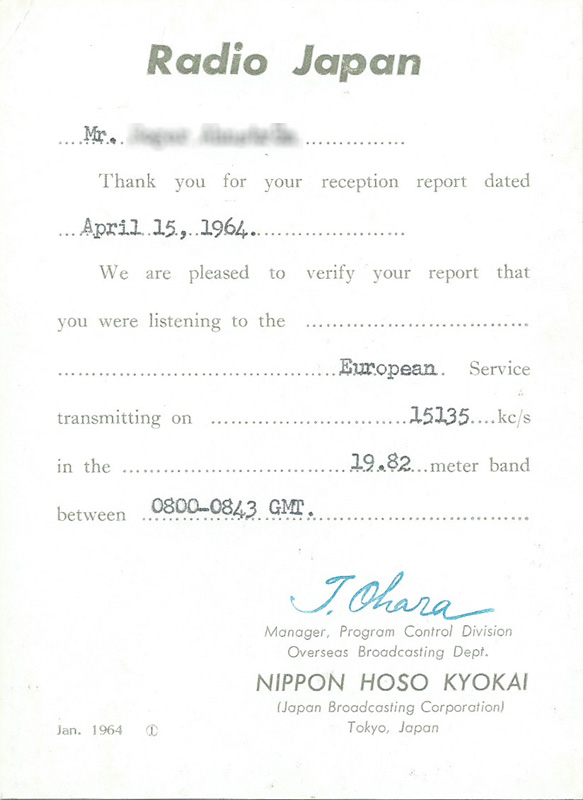 Radio Japan
Mr.
Thank you for your reception report dated
April 15, 1964.
We are pleased to verify your report that
you were listening to the
European Service
transmitting on 15135 kc/s
in the 19.82 meter band
between 0800-0843 GMT.
T. Ohara
Manager, Program Control Division
Overseas Broadcasting Dept.
NIPPON HOSO KYOKAI
(Japan Broadcasting Corporation)
Tokyo, Japan
Jan. 1964 ①